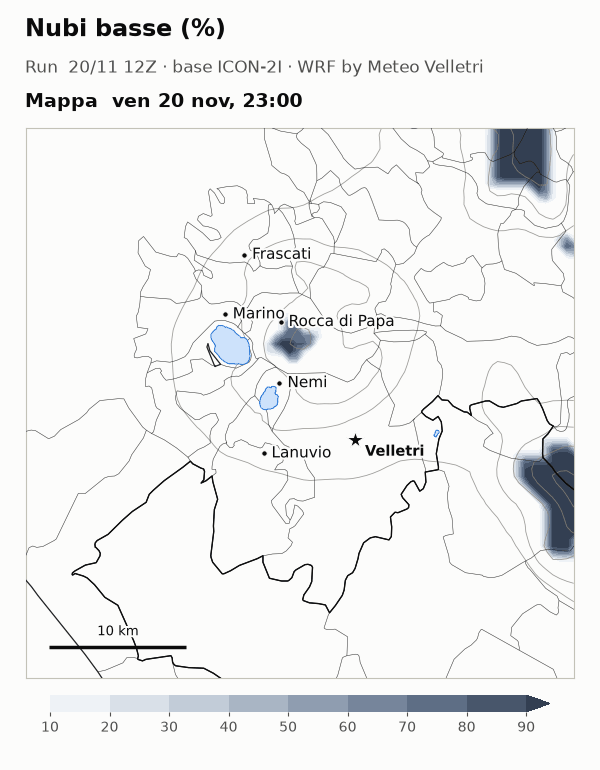 Nubi basse (%)
Run  20/11 12Z · base ICON-2I · WRF by Meteo Velletri
Mappa  ven 20 nov, 23:00
Frascati
Marino
Rocca di Papa
Nemi
Velletri
Lanuvio
10 km
10 20 30 40 50 60 70 80 90